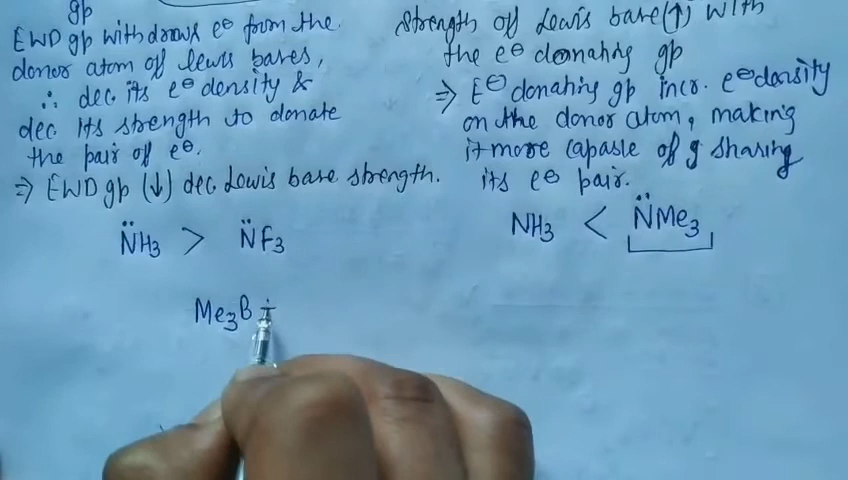 gp
EWD gp withdraws e⊖ from the
donor atom of lewis bases,
∴ dec. its e⊖ density &
dec its strength to donate
the pair of e⊖.
⇒ EWD gp (↓) dec Lewis base strength.
N̈H3 > N̈F3
Me3B +
strength of Lewis base(↑) with
the e⊖ donating gp
⇒ E⊖ donating gp incr. e⊖density
on the donor atom, making
it more capable of g sharing
its e⊖ pair.
NH3 < N̈Me3